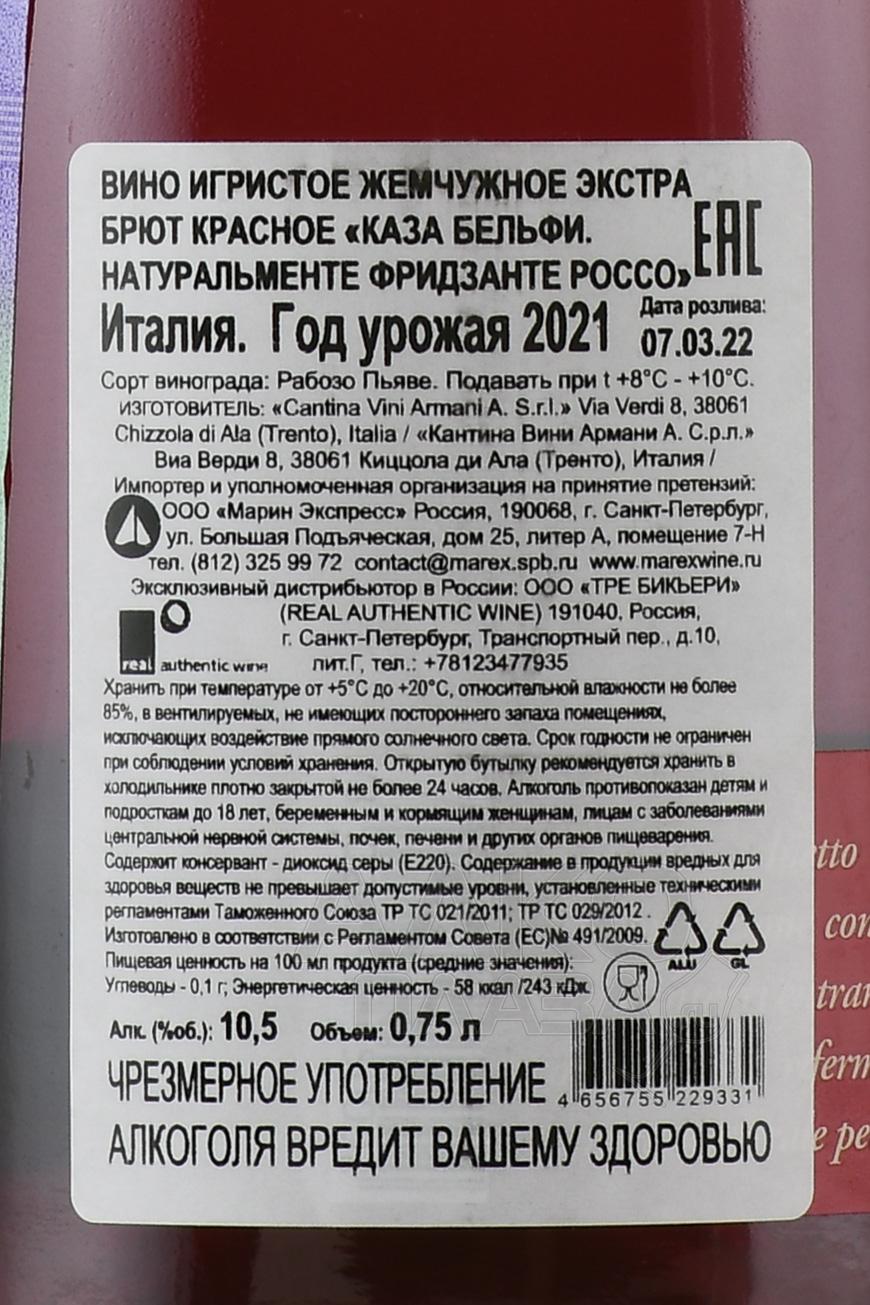 ВИНО ИГРИСТОЕ ЖЕМЧУЖНОЕ ЭКСТРА
БРЮТ КРАСНОЕ «КАЗА БЕЛЬФИ.
НАТУРАЛЬМЕНТЕ ФРИДЗАНТЕ РОССО»
EAC
Италия. Год урожая 2021
Дата розлива:
07.03.22
Сорт винограда: Рабозо Пьяве. Подавать при t +8°С - +10°С.
ИЗГОТОВИТЕЛЬ: «Cantina Vini Armani A. S.r.l.» Via Verdi 8, 38061
Chizzola di Ala (Trento), Italia / «Кантина Вини Армани А. С.р.л.»
Виа Верди 8, 38061 Киццола ди Ала (Тренто), Италия /
Импортер и уполномоченная организация на принятие претензий:
ООО «Марин Экспресс» Россия, 190068, г. Санкт-Петербург,
ул. Большая Подъяческая, дом 25, литер А, помещение 7-Н
тел. (812) 325 99 72 contact@marex.spb.ru www.marexwine.ru
Эксклюзивный дистрибьютор в России: ООО «ТРЕ БИКЬЕРИ»
(REAL AUTHENTIC WINE) 191040, Россия,
г. Санкт-Петербург, Транспортный пер., д.10,
real authentic wine
лит.Г, тел.: +78123477935
Хранить при температуре от +5°С до +20°С, относительной влажности не более
85%, в вентилируемых, не имеющих постороннего запаха помещениях,
исключающих воздействие прямого солнечного света. Срок годности не ограничен
при соблюдении условий хранения. Открытую бутылку рекомендуется хранить в
холодильнике плотно закрытой не более 24 часов. Алкоголь противопоказан детям и
подросткам до 18 лет, беременным и кормящим женщинам, лицам с заболеваниями
центральной нервной системы, почек, печени и других органов пищеварения.
Содержит консервант - диоксид серы (Е220). Содержание в продукции вредных для
здоровья веществ не превышает допустимые уровни, установленные техническими
регламентами Таможенного Союза ТР ТС 021/2011; ТР ТС 029/2012 .
Изготовлено в соответствии с Регламентом Совета (ЕС)№ 491/2009.
ALU GL
Пищевая ценность на 100 мл продукта (средние значения):
Углеводы - 0,1 г; Энергетическая ценность - 58 ккал /243 кДж.
Алк. (%об.): 10,5 Объем: 0,75 л
4 656755 229331
ЧРЕЗМЕРНОЕ УПОТРЕБЛЕНИЕ
АЛКОГОЛЯ ВРЕДИТ ВАШЕМУ ЗДОРОВЬЮ